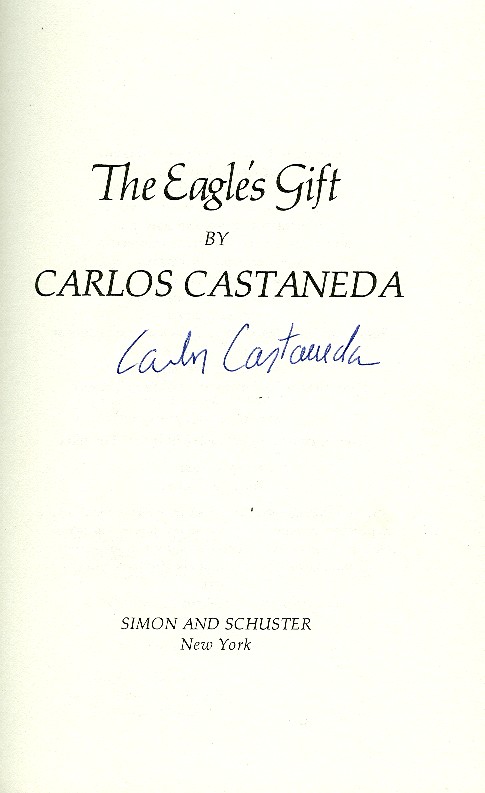 The Eagle's Gift
BY
CARLOS CASTANEDA
Carlos Castaneda
SIMON AND SCHUSTER
New York